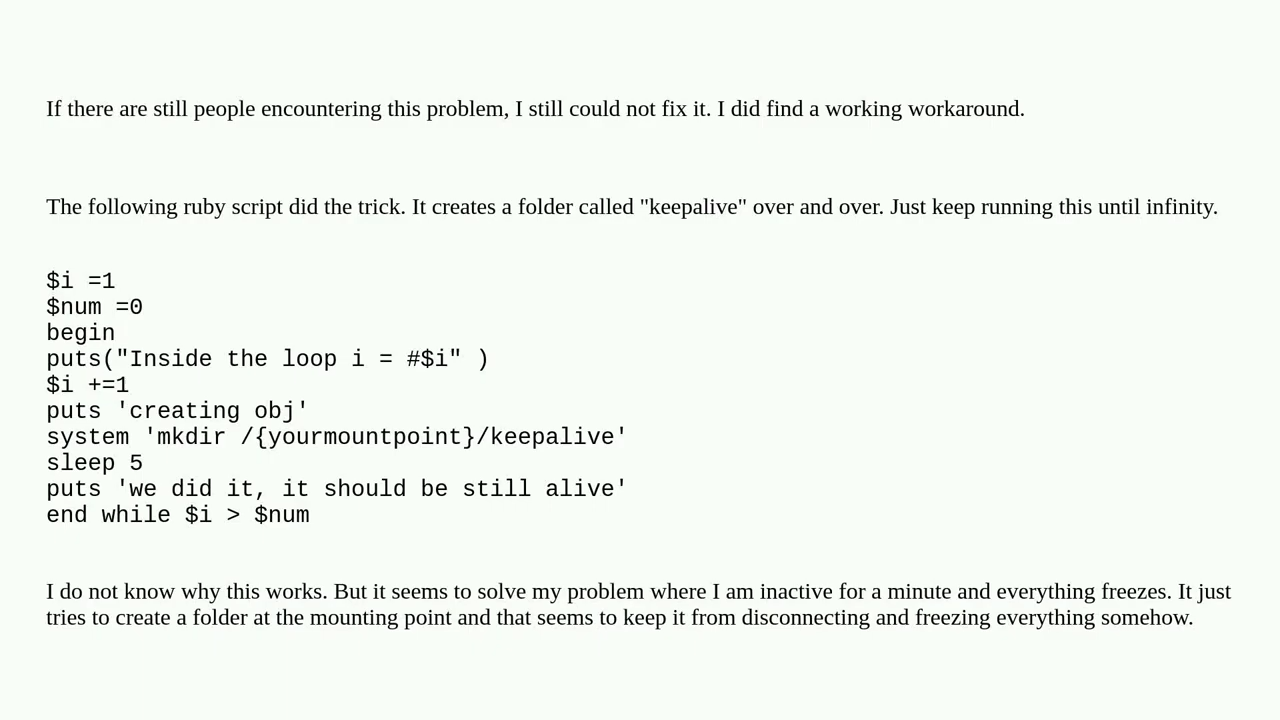 If there are still people encountering this problem, I still could not fix it. I did find a working workaround.
The following ruby script did the trick. It creates a folder called "keepalive" over and over. Just keep running this until infinity.
$i =1
$num =0
begin
puts("Inside the loop i = #$i" )
$i +=1
puts 'creating obj'
system 'mkdir /{yourmountpoint}/keepalive'
sleep 5
puts 'we did it, it should be still alive'
end while $i > $num
I do not know why this works. But it seems to solve my problem where I am inactive for a minute and everything freezes. It just
tries to create a folder at the mounting point and that seems to keep it from disconnecting and freezing everything somehow.